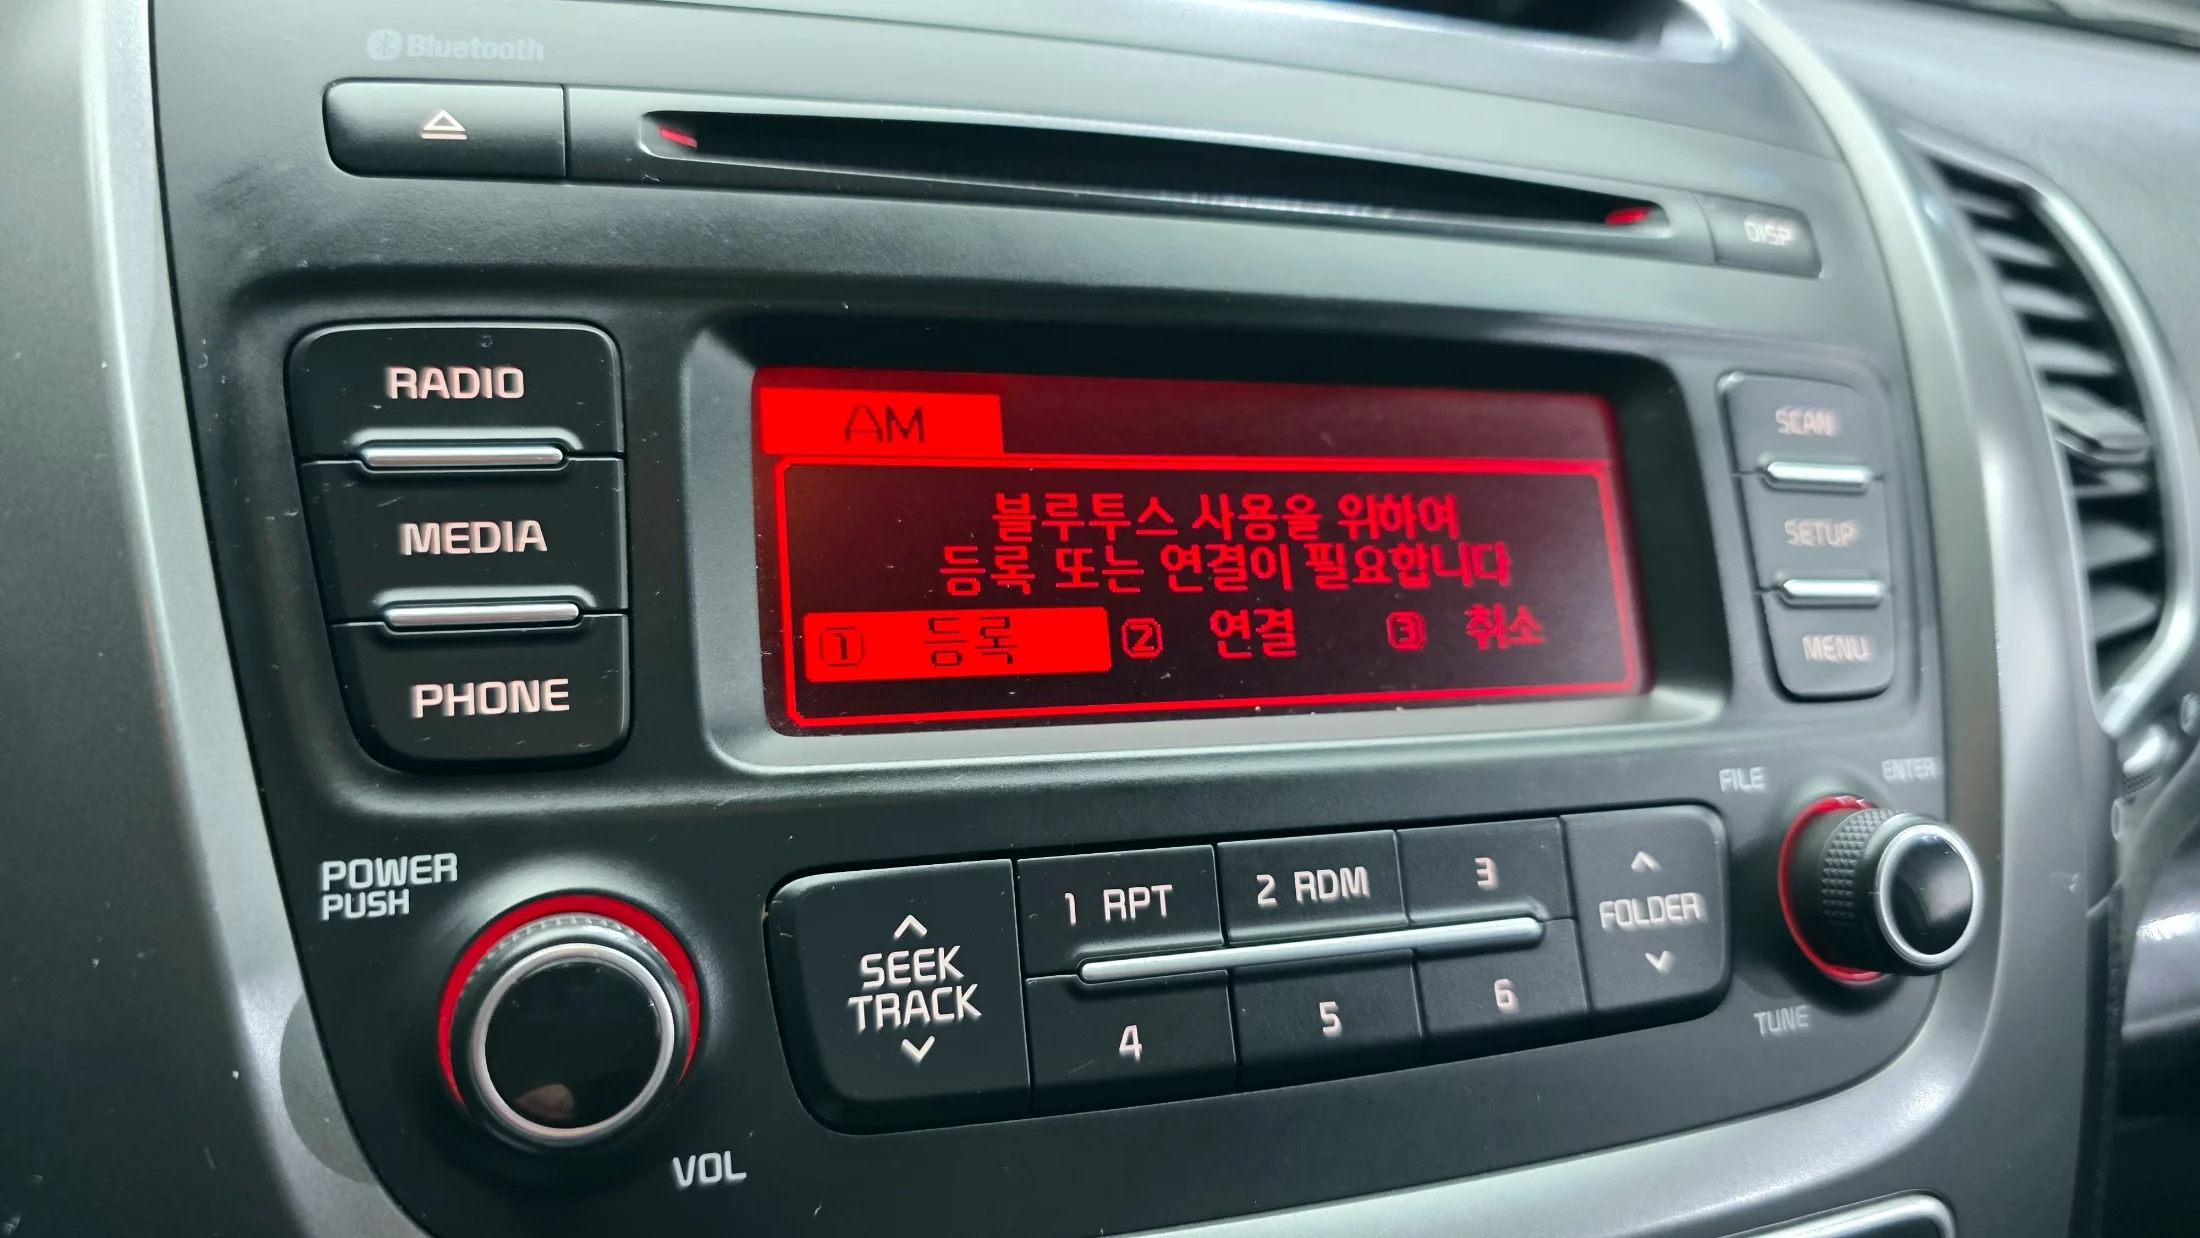 Bluetooth
DISP
RADIO
MEDIA
PHONE
AM
블루투스 사용을 위하여
등록 또는 연결이 필요합니다
1 등록 2 연결 3 취소
SCAN
SETUP
MENU
POWER
PUSH
VOL
SEEK
TRACK
1 RPT
2 RDM
3
4
5
6
FOLDER
FILE
ENTER
TUNE